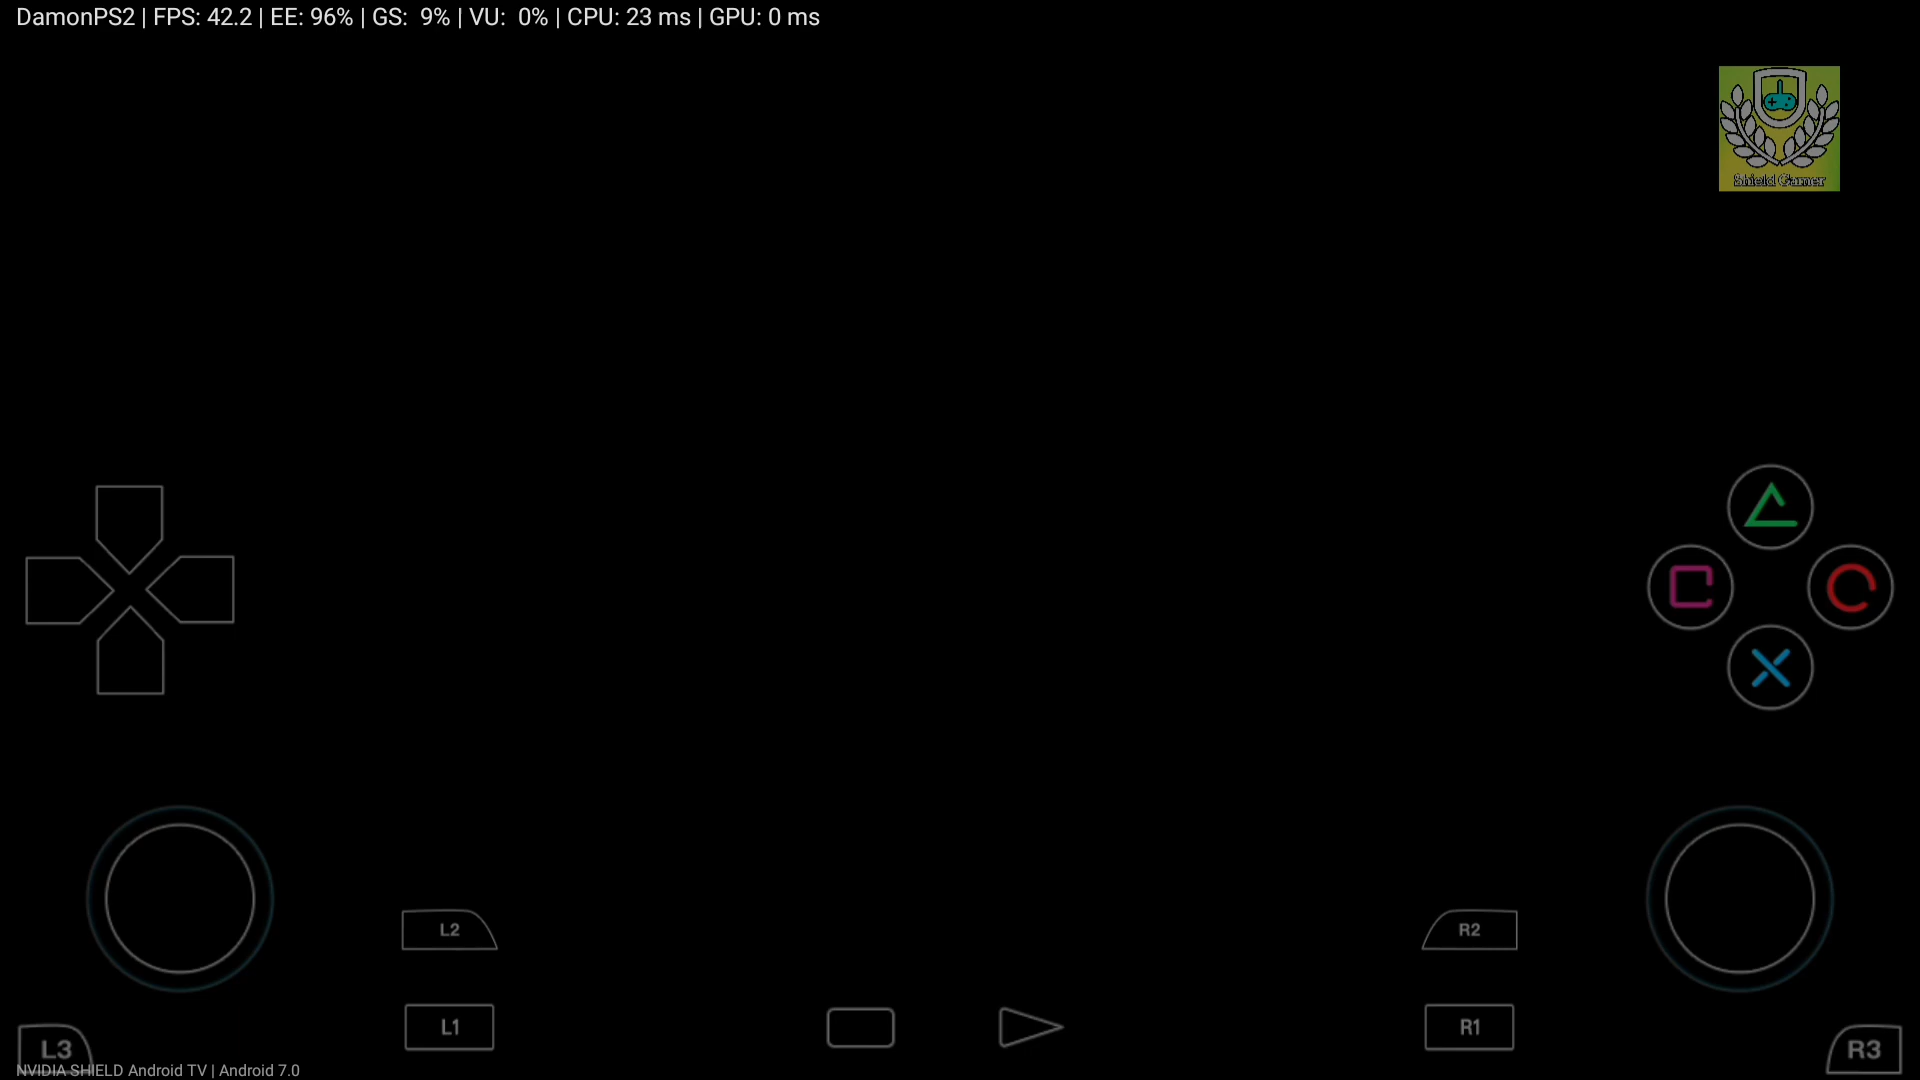 DamonPS2 | FPS: 42.2 | EE: 96% | GS: 9% | VU: 0% | CPU: 23 ms | GPU: 0 ms
Shield Gamer
L2
R2
L1
R1
L3
R3
NVIDIA SHIELD Android TV | Android 7.0